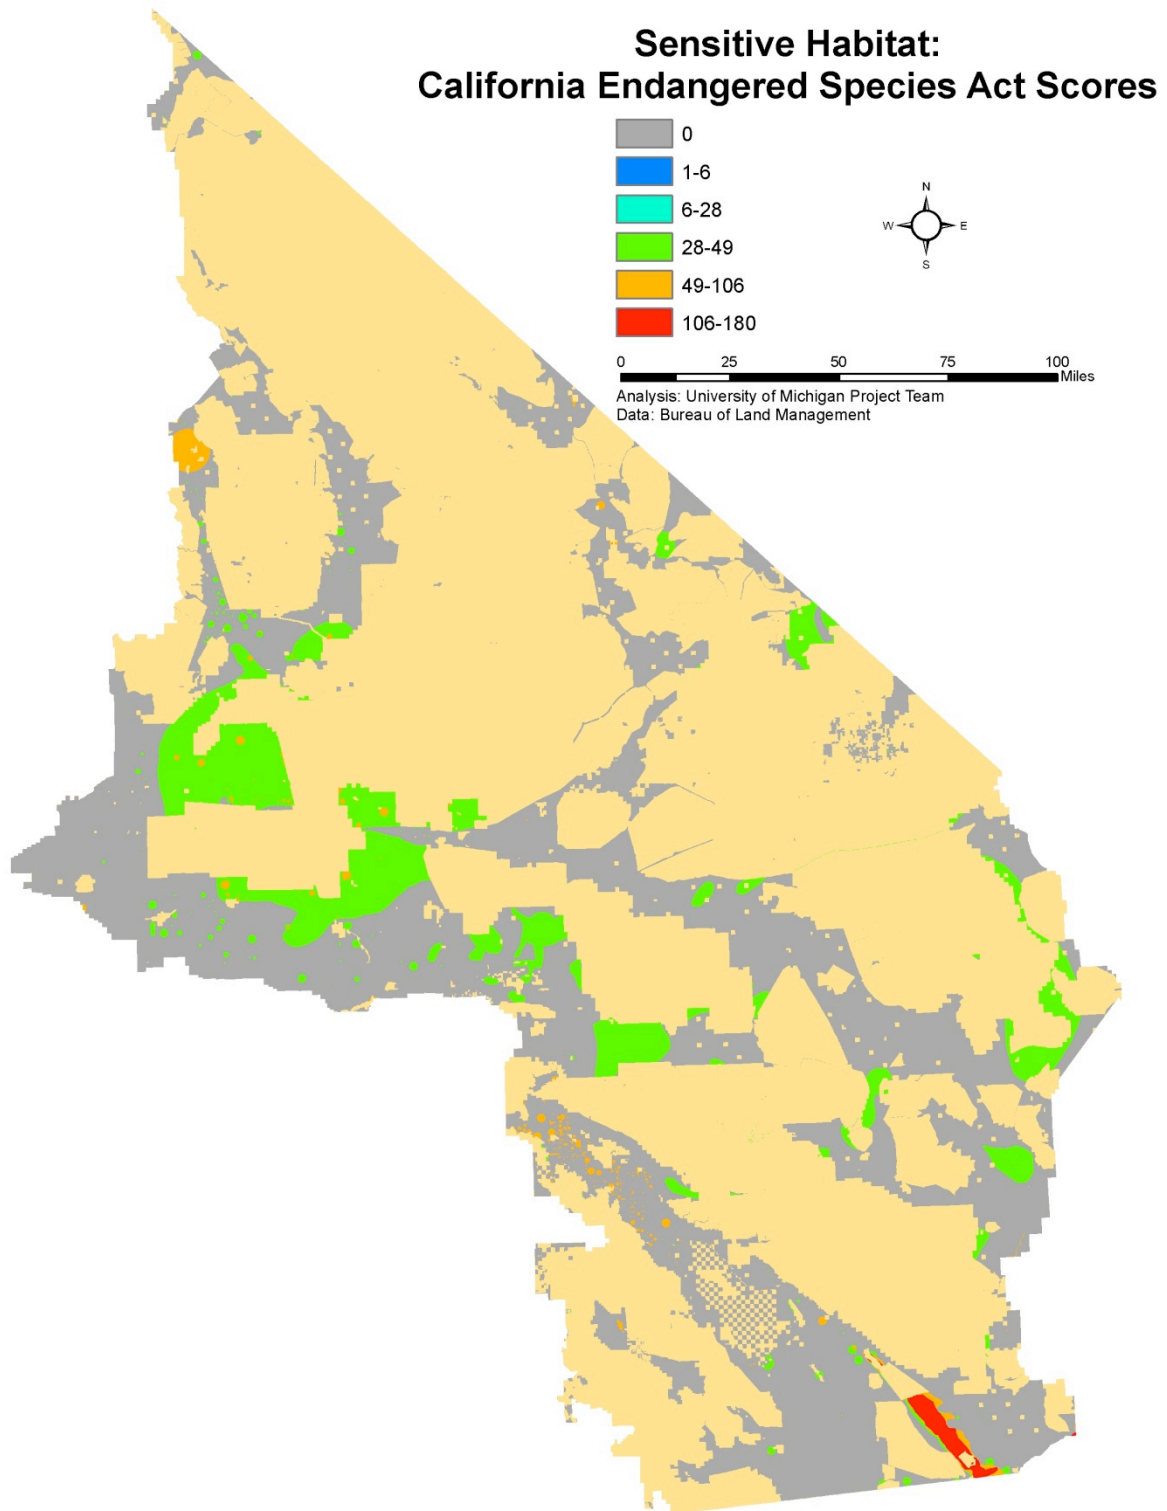 Sensitive Habitat:
California Endangered Species Act Scores
0
1-6
6-28
28-49
49-106
106-180
N
W E
S
0 25 50 75 100
Miles
Analysis: University of Michigan Project Team
Data: Bureau of Land Management